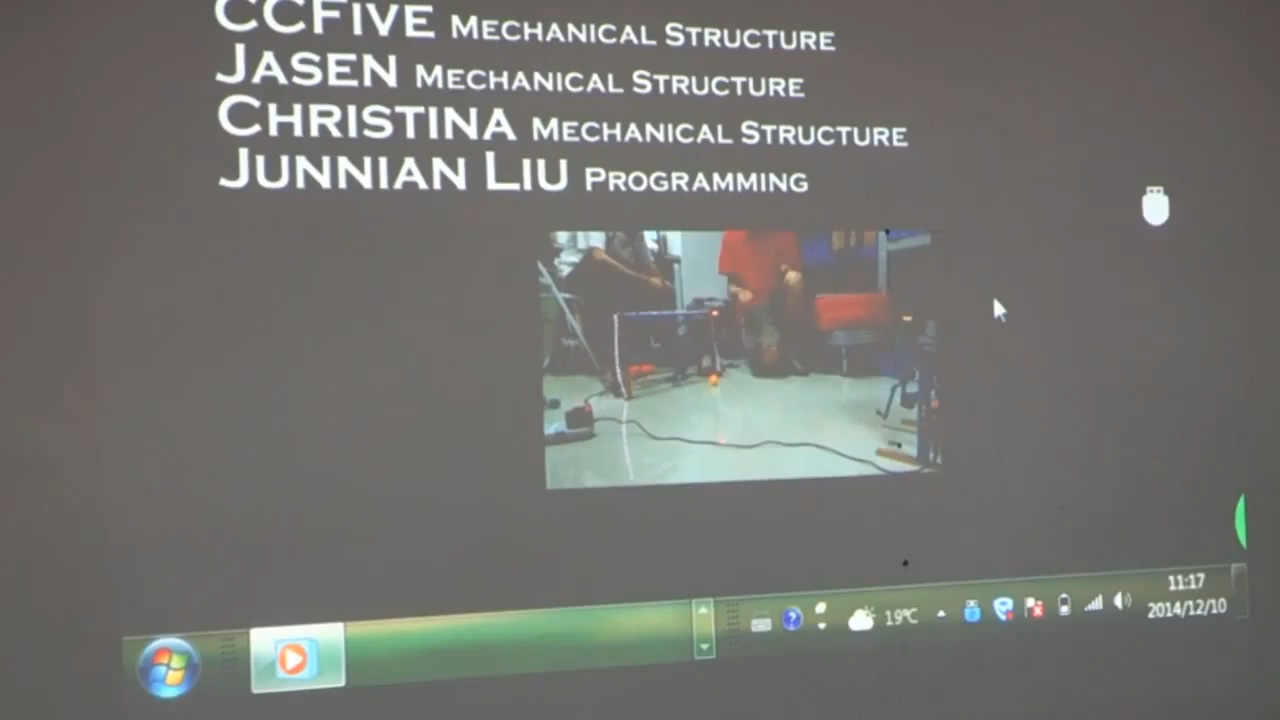 CCFIVE MECHANICAL STRUCTURE
JASEN MECHANICAL STRUCTURE
CHRISTINA MECHANICAL STRUCTURE
JUNNIAN LIU PROGRAMMING
19℃
11:17
2014/12/10